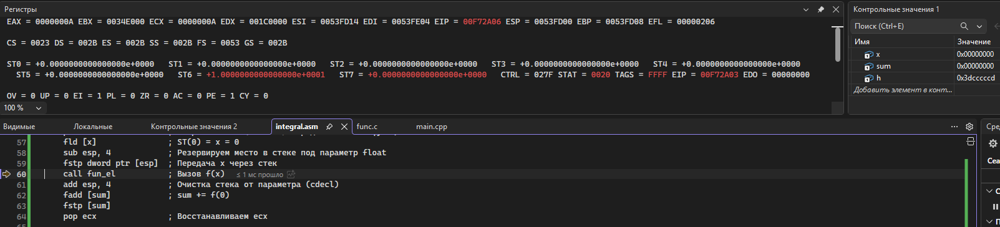 Регистры
EAX = 0000000A EBX = 0034E000 ECX = 0000000A EDX = 001C0000 ESI = 0053FD14 EDI = 0053FE04 EIP = 00F72A06 ESP = 0053FD00 EBP = 0053FD08 EFL = 00000206
CS = 0023 DS = 002B ES = 002B SS = 002B FS = 0053 GS = 002B
ST0 = +0.0000000000000000e+0000 ST1 = +0.0000000000000000e+0000 ST2 = +0.0000000000000000e+0000 ST3 = +0.0000000000000000e+0000 ST4 = +0.0000000000000000e+0000
ST5 = +0.0000000000000000e+0000 ST6 = +1.0000000000000000e+0001 ST7 = +0.0000000000000000e+0000 CTRL = 027F STAT = 0020 TAGS = FFFF EIP = 00F72A03 EDO = 00000000
OV = 0 UP = 0 EI = 1 PL = 0 ZR = 0 AC = 0 PE = 1 CY = 0
100 %
Контрольные значения 1
Поиск (Ctrl+E)
Имя Значение
x 0x00000000
sum 0x00000000
h 0x3dcccccd
Добавить элемент в конт...
Видимые Локальные Контрольные значения 2 integral.asm func.c main.cpp
57 fld [x] ; ST(0) = x = 0
58 sub esp, 4 ; Резервируем место в стеке под параметр float
59 fstp dword ptr [esp] ; Передача x через стек
60 call fun_el ; Вызов f(x) ≤ 1 мс прошло
61 add esp, 4 ; Очистка стека от параметра (cdecl)
62 fadd [sum] ; sum += f(0)
63 fstp [sum]
64 pop ecx ; Восстанавливаем ecx
Сре
Сеа